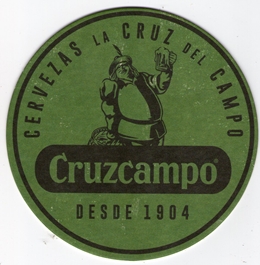 CERVEZAS LA CRUZ DEL CAMPO
Cruzcampo
DESDE 1904